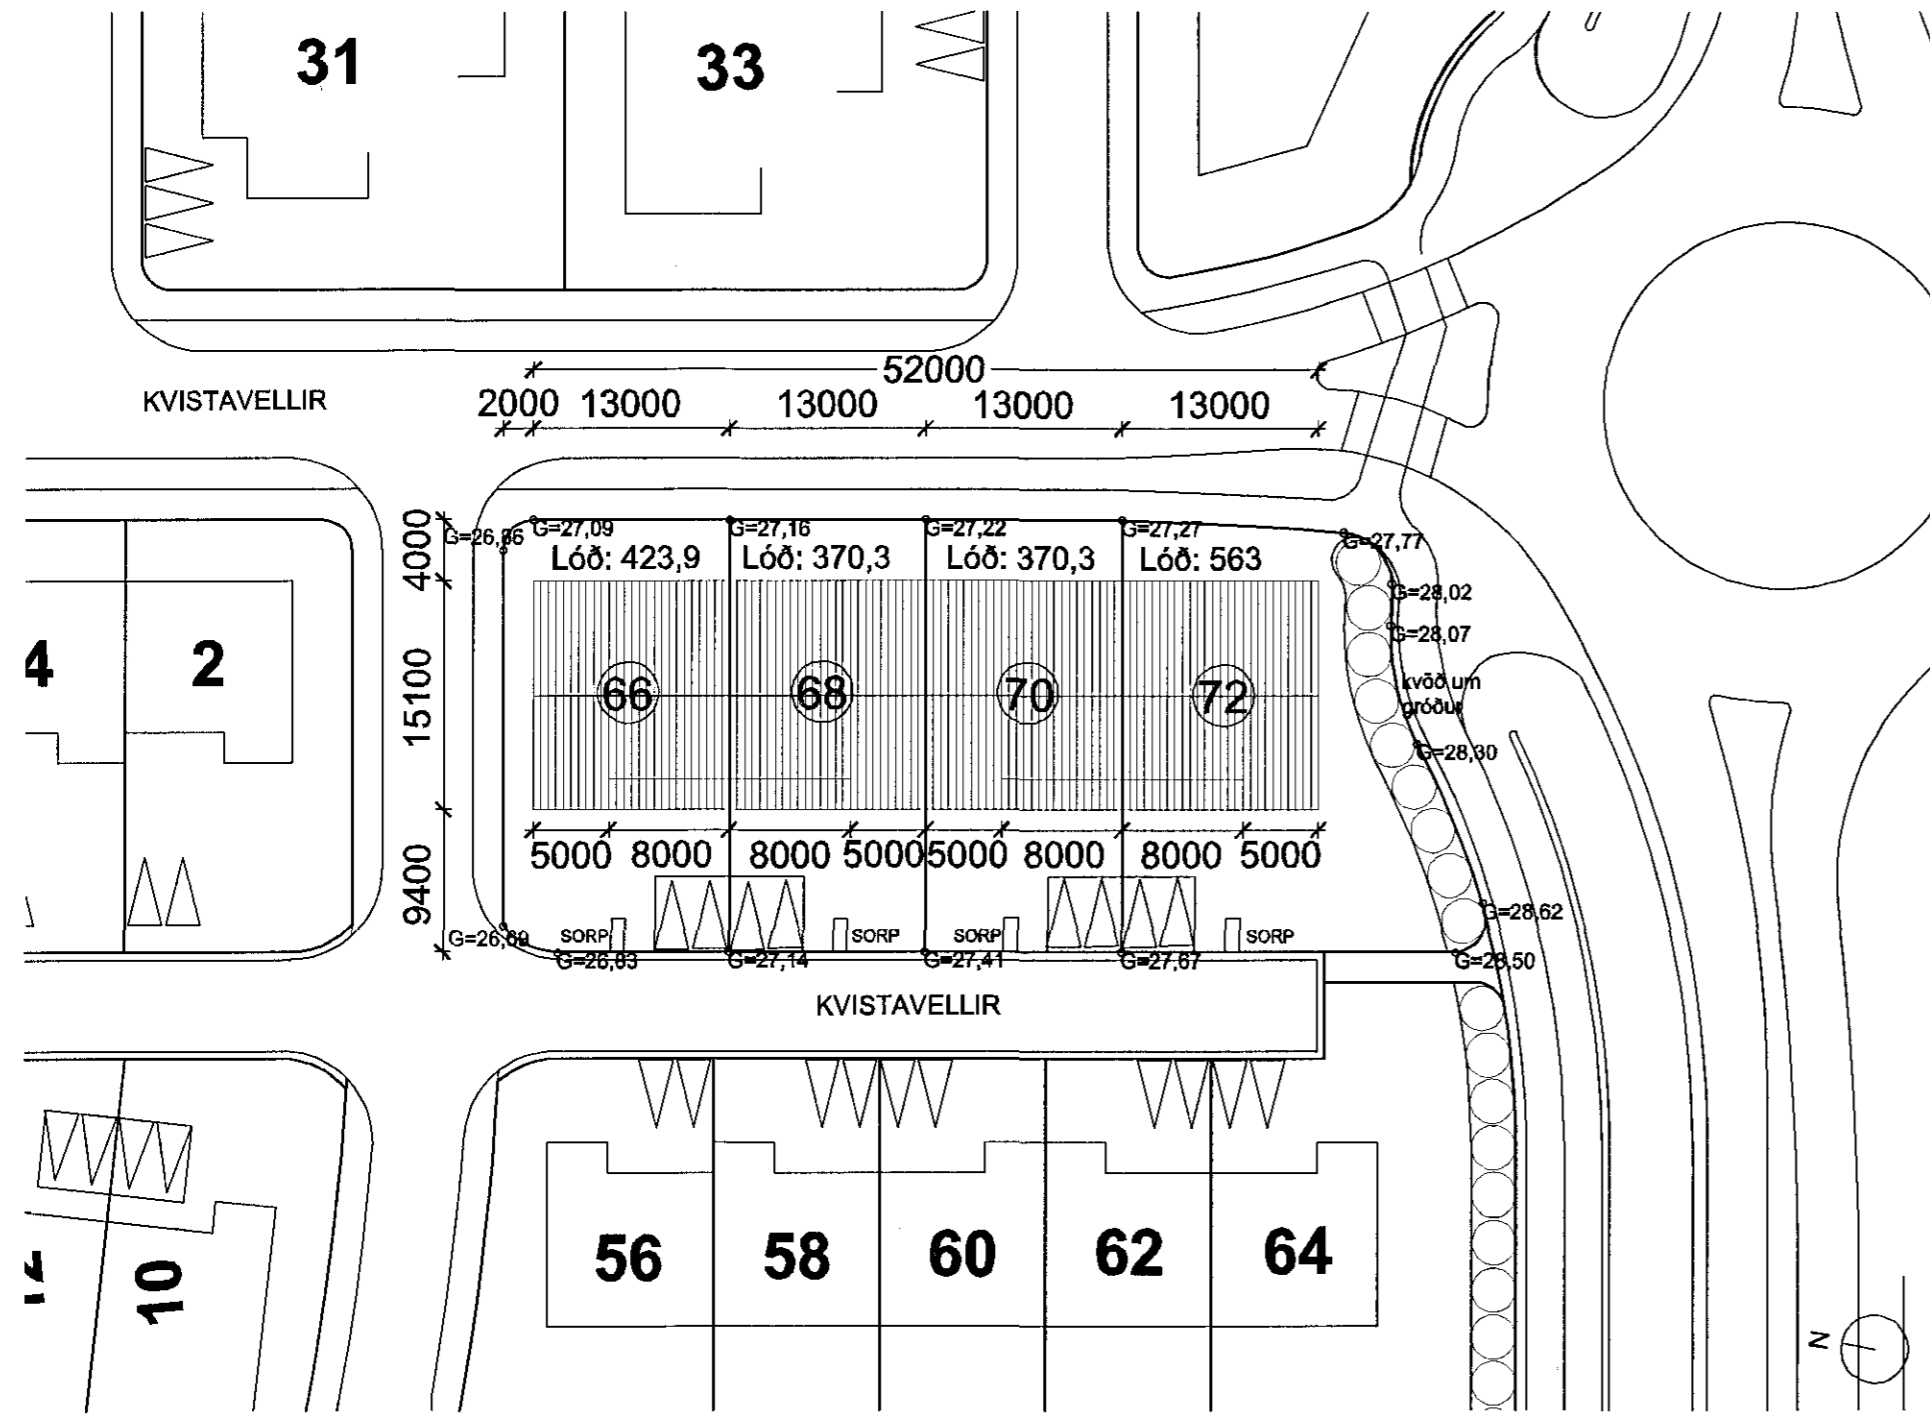 31
33
52000
KVISTAVELLIR
2000 13000 13000 13000 13000
4000
15100
9400
G=26,86
G=27,09
G=27,16
G=27,22
G=27,27
G=27,77
Lóð: 423,9
Lóð: 370,3
Lóð: 370,3
Lóð: 563
G=28,02
G=28,07
4
2
66
68
70
72
kvöð um
gróður
G=28,30
5000 8000 8000 5000 5000 8000 8000 5000
G=28,62
SORP
SORP
SORP
SORP
G=26,69
G=26,83
G=27,14
G=27,41
G=27,67
G=28,50
KVISTAVELLIR
56
58
60
62
64
10
N